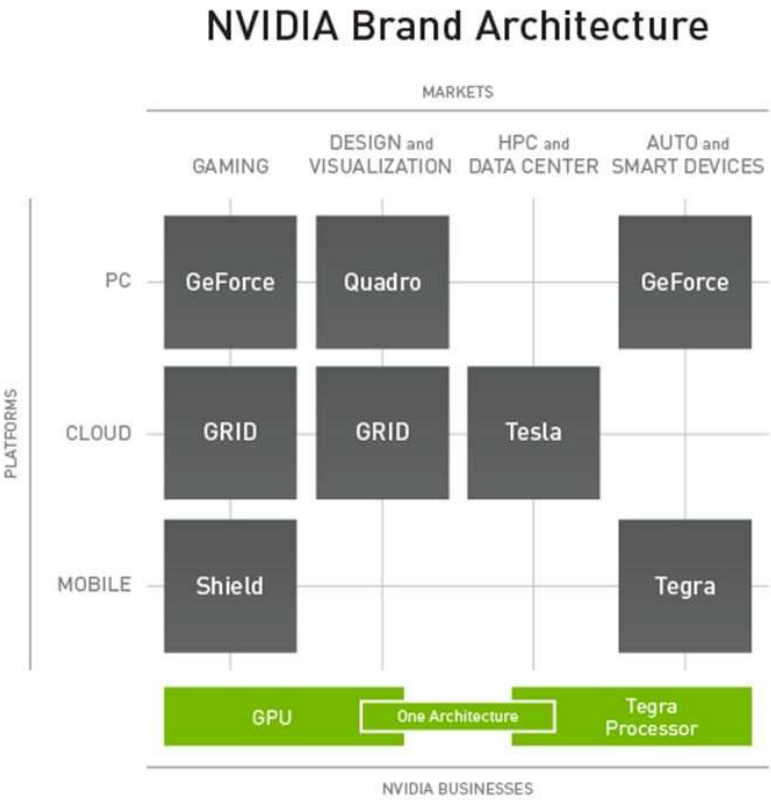 NVIDIA Brand Architecture
MARKETS
GAMING
DESIGN and
VISUALIZATION
HPC and
DATA CENTER
AUTO and
SMART DEVICES
PLATFORMS
PC
GeForce
Quadro
GeForce
CLOUD
GRID
GRID
Tesla
MOBILE
Shield
Tegra
GPU
One Architecture
Tegra
Processor
NVIDIA BUSINESSES